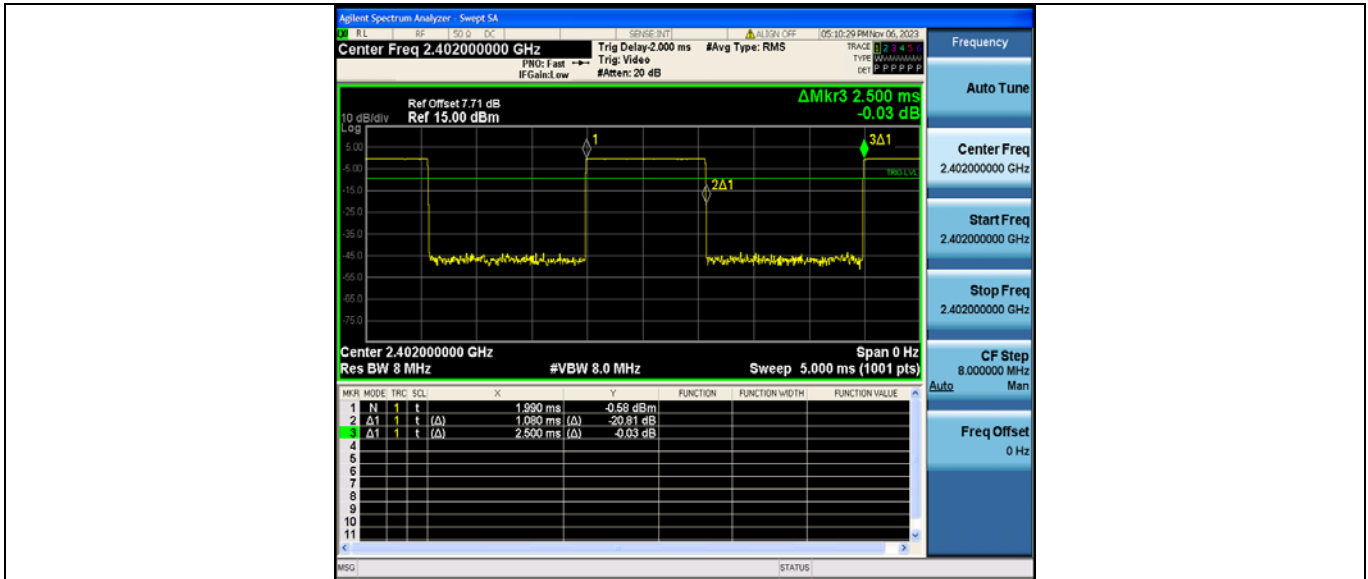 Agilent Spectrum Analyzer - Swept SA
RL RF 50 Ω DC SENSE:INT ALIGN OFF 05:10:29 PM Nov 06, 2023
Center Freq 2.402000000 GHz
PNO: Fast
IFGain:Low
Trig Delay-2.000 ms
Trig: Video
#Atten: 20 dB
#Avg Type: RMS
TRACE 1 2 3 4 5 6
TYPE WWWWWW
DET P P P P P P
ΔMkr3 2.500 ms
-0.03 dB
10 dB/div
Log
Ref Offset 7.71 dB
Ref 15.00 dBm
5.00
-5.00
-15.0
-25.0
-35.0
-45.0
-55.0
-65.0
-75.0
1
2Δ1
3Δ1
TRIG LVL
Center 2.402000000 GHz Span 0 Hz
Res BW 8 MHz #VBW 8.0 MHz Sweep 5.000 ms (1001 pts)
MKR MODE TRC SCL X Y FUNCTION FUNCTION WIDTH FUNCTION VALUE
1 N 1 t 1.990 ms -0.58 dBm
2 Δ1 1 t (Δ) 1.080 ms (Δ) -20.81 dB
3 Δ1 1 t (Δ) 2.500 ms (Δ) -0.03 dB
4
5
6
7
8
9
10
11
MSG STATUS
Frequency
Auto Tune
Center Freq
2.402000000 GHz
Start Freq
2.402000000 GHz
Stop Freq
2.402000000 GHz
CF Step
8.000000 MHz
Auto Man
Freq Offset
0 Hz